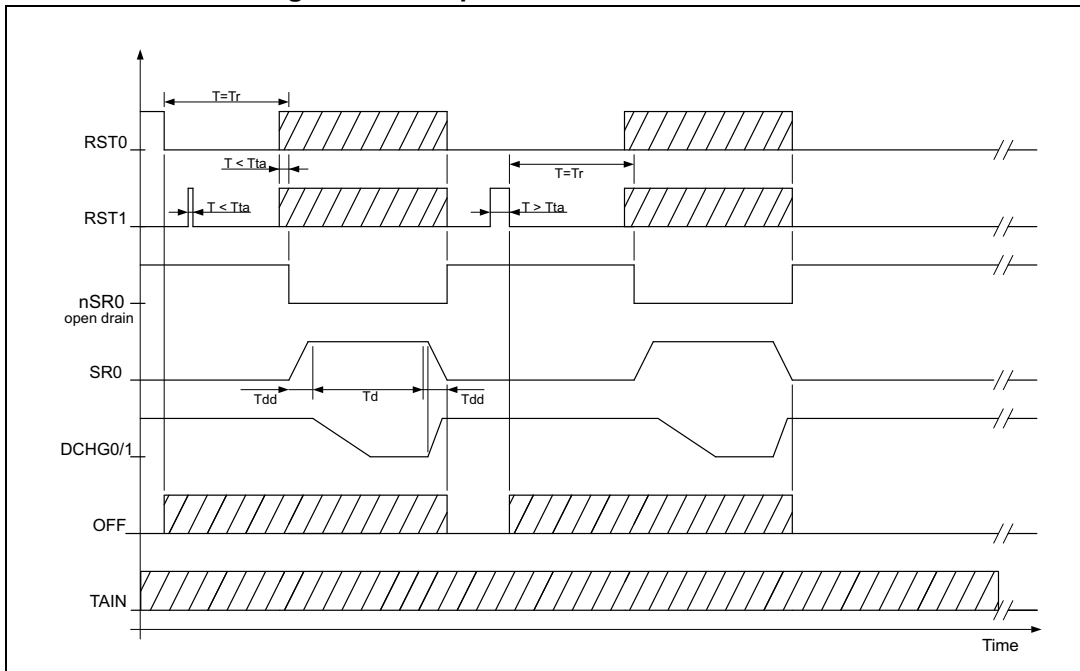 T=Tr
RST0
T < Tta
T=Tr
T < Tta
T > Tta
RST1
nSR0
open drain
SR0
Tdd
Td
Tdd
DCHG0/1
OFF
TAIN
Time